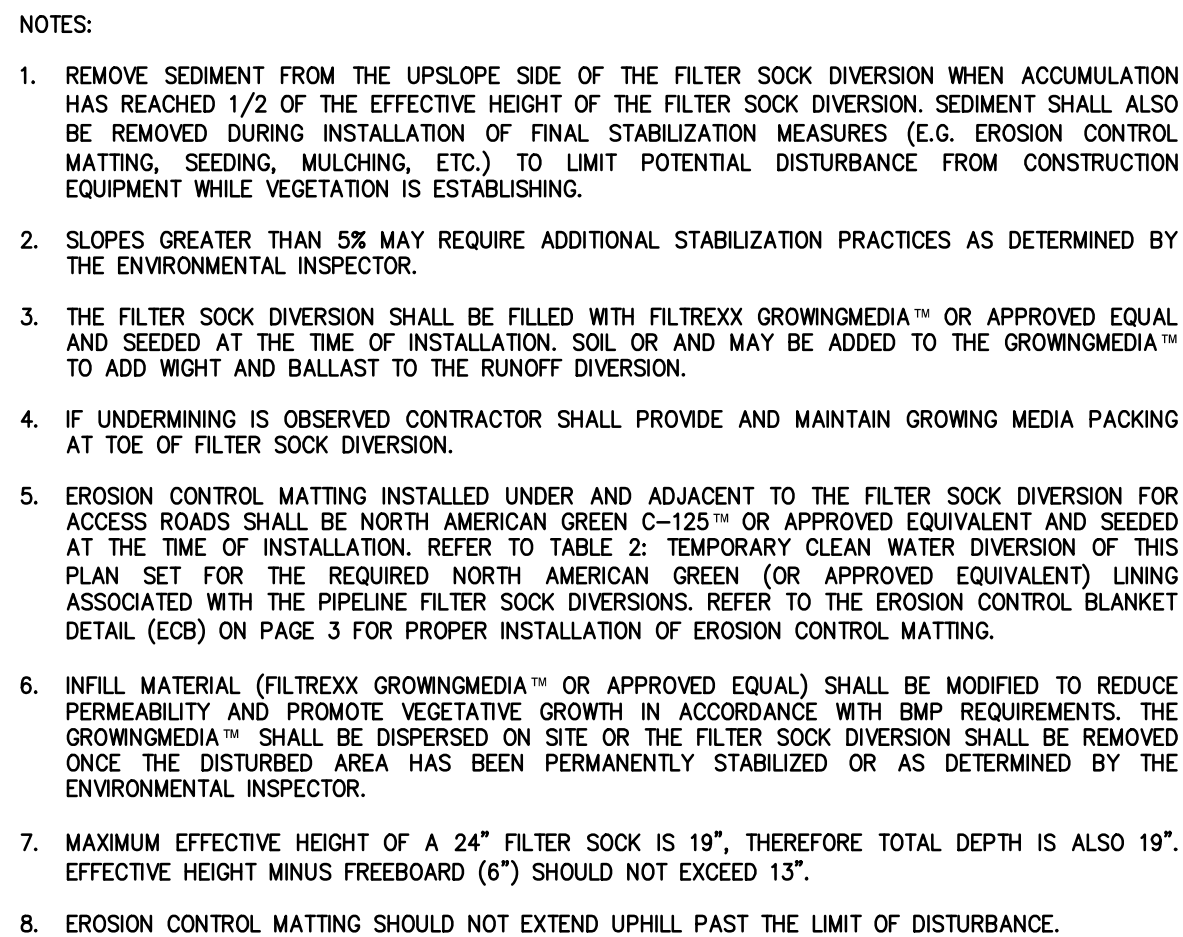 NOTES:
1. REMOVE SEDIMENT FROM THE UPSLOPE SIDE OF THE FILTER SOCK DIVERSION WHEN ACCUMULATION
HAS REACHED 1/2 OF THE EFFECTIVE HEIGHT OF THE FILTER SOCK DIVERSION. SEDIMENT SHALL ALSO
BE REMOVED DURING INSTALLATION OF FINAL STABILIZATION MEASURES (E.G. EROSION CONTROL
MATTING, SEEDING, MULCHING, ETC.) TO LIMIT POTENTIAL DISTURBANCE FROM CONSTRUCTION
EQUIPMENT WHILE VEGETATION IS ESTABLISHING.
2. SLOPES GREATER THAN 5% MAY REQUIRE ADDITIONAL STABILIZATION PRACTICES AS DETERMINED BY
THE ENVIRONMENTAL INSPECTOR.
3. THE FILTER SOCK DIVERSION SHALL BE FILLED WITH FILTREXX GROWINGMEDIA™ OR APPROVED EQUAL
AND SEEDED AT THE TIME OF INSTALLATION. SOIL OR AND MAY BE ADDED TO THE GROWINGMEDIA™
TO ADD WIGHT AND BALLAST TO THE RUNOFF DIVERSION.
4. IF UNDERMINING IS OBSERVED CONTRACTOR SHALL PROVIDE AND MAINTAIN GROWING MEDIA PACKING
AT TOE OF FILTER SOCK DIVERSION.
5. EROSION CONTROL MATTING INSTALLED UNDER AND ADJACENT TO THE FILTER SOCK DIVERSION FOR
ACCESS ROADS SHALL BE NORTH AMERICAN GREEN C-125™ OR APPROVED EQUIVALENT AND SEEDED
AT THE TIME OF INSTALLATION. REFER TO TABLE 2: TEMPORARY CLEAN WATER DIVERSION OF THIS
PLAN SET FOR THE REQUIRED NORTH AMERICAN GREEN (OR APPROVED EQUIVALENT) LINING
ASSOCIATED WITH THE PIPELINE FILTER SOCK DIVERSIONS. REFER TO THE EROSION CONTROL BLANKET
DETAIL (ECB) ON PAGE 3 FOR PROPER INSTALLATION OF EROSION CONTROL MATTING.
6. INFILL MATERIAL (FILTREXX GROWINGMEDIA™ OR APPROVED EQUAL) SHALL BE MODIFIED TO REDUCE
PERMEABILITY AND PROMOTE VEGETATIVE GROWTH IN ACCORDANCE WITH BMP REQUIREMENTS. THE
GROWINGMEDIA™ SHALL BE DISPERSED ON SITE OR THE FILTER SOCK DIVERSION SHALL BE REMOVED
ONCE THE DISTURBED AREA HAS BEEN PERMANENTLY STABILIZED OR AS DETERMINED BY THE
ENVIRONMENTAL INSPECTOR.
7. MAXIMUM EFFECTIVE HEIGHT OF A 24" FILTER SOCK IS 19", THEREFORE TOTAL DEPTH IS ALSO 19".
EFFECTIVE HEIGHT MINUS FREEBOARD (6") SHOULD NOT EXCEED 13".
8. EROSION CONTROL MATTING SHOULD NOT EXTEND UPHILL PAST THE LIMIT OF DISTURBANCE.